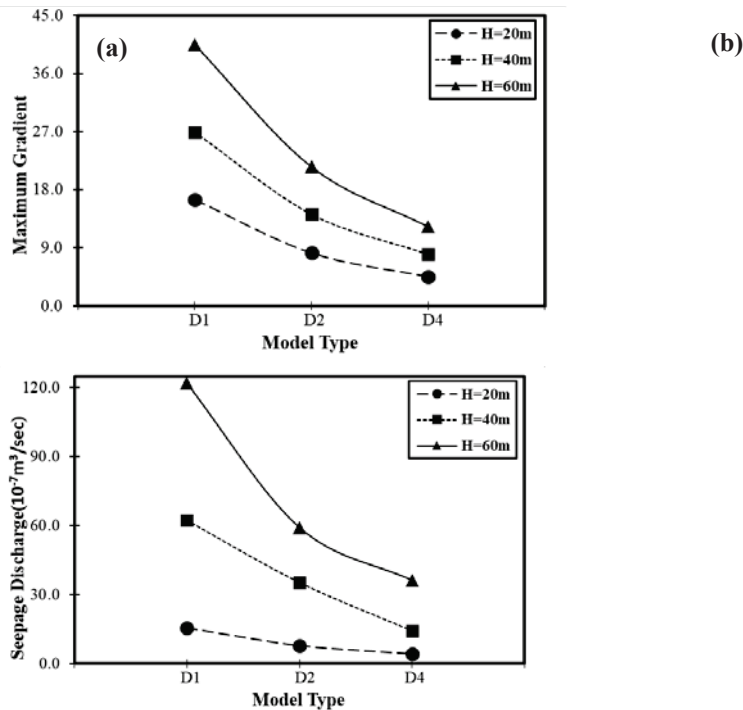 45.0
(a)
H=20m
(b)
36.0
H=40m
H=60m
27.0
18.0
9.0
0.0
Maximum Gradient
D1 D2 D4
Model Type
120.0
H=20m
H=40m
90.0
H=60m
60.0
30.0
0.0
Seepage Discharge(10⁻⁷m³/sec)
D1 D2 D4
Model Type